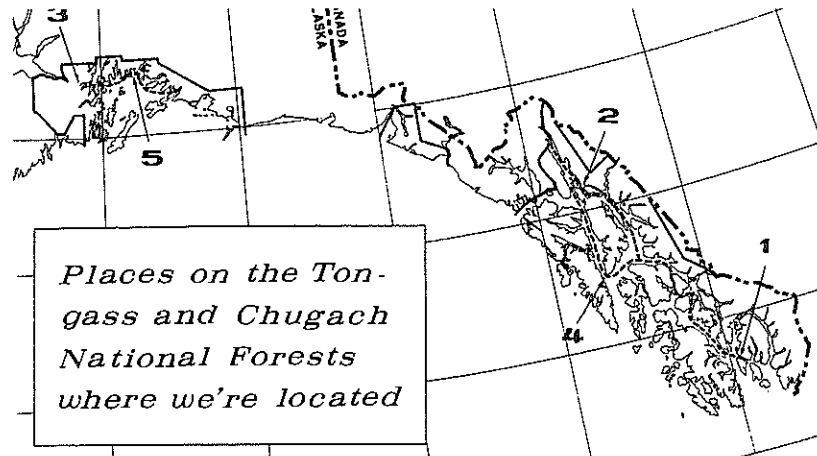 3
CANADA
ALASKA
2
5
1
4
Places on the Ton-
gass and Chugach
National Forests
where we're located